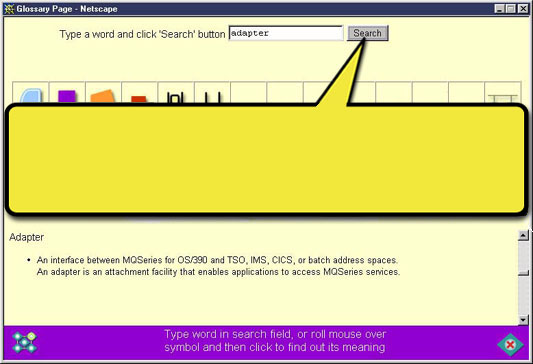 Glossary Page - Netscape
Type a word and click 'Search' button adapter Search
Adapter
• An interface between MQSeries for OS/390 and TSO, IMS, CICS, or batch address spaces.
An adapter is an attachment facility that enables applications to access MQSeries services.
Type word in search field, or roll mouse over
symbol and then click to find out its meaning